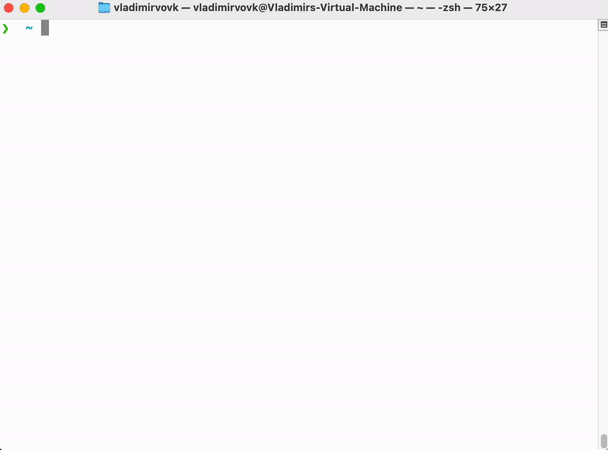 vladimirvovk — vladimirvovk@Vladimirs-Virtual-Machine — ~ — -zsh — 75×27
❯ ~